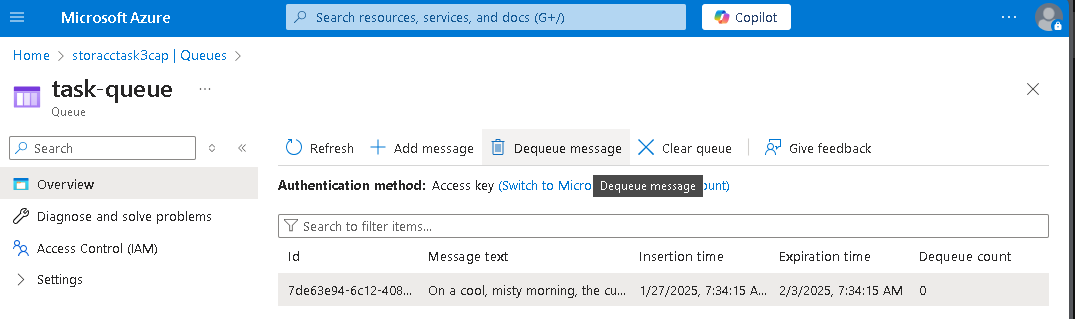 Microsoft Azure
Search resources, services, and docs (G+/)
Copilot
...
Home > storacctask3cap | Queues >
task-queue ...
Queue
Search
Refresh
Add message
Dequeue message
Clear queue
Give feedback
Overview
Diagnose and solve problems
Access Control (IAM)
Settings
Authentication method: Access key (Switch to Micro
ount)
Dequeue message
Search to filter items...
Id Message text Insertion time Expiration time Dequeue count
7de63e94-6c12-408... On a cool, misty morning, the cu... 1/27/2025, 7:34:15 A... 2/3/2025, 7:34:15 AM 0